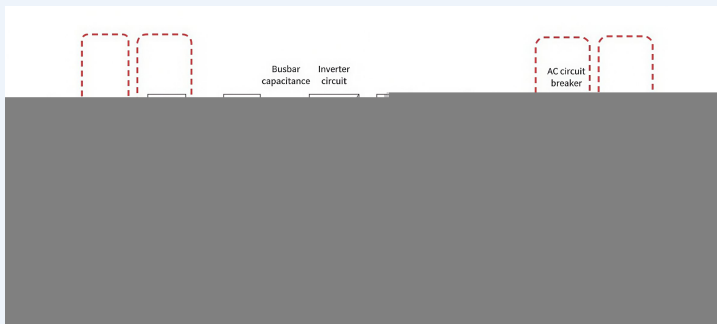 Busbar
capacitance
Inverter
circuit
AC circuit
breaker